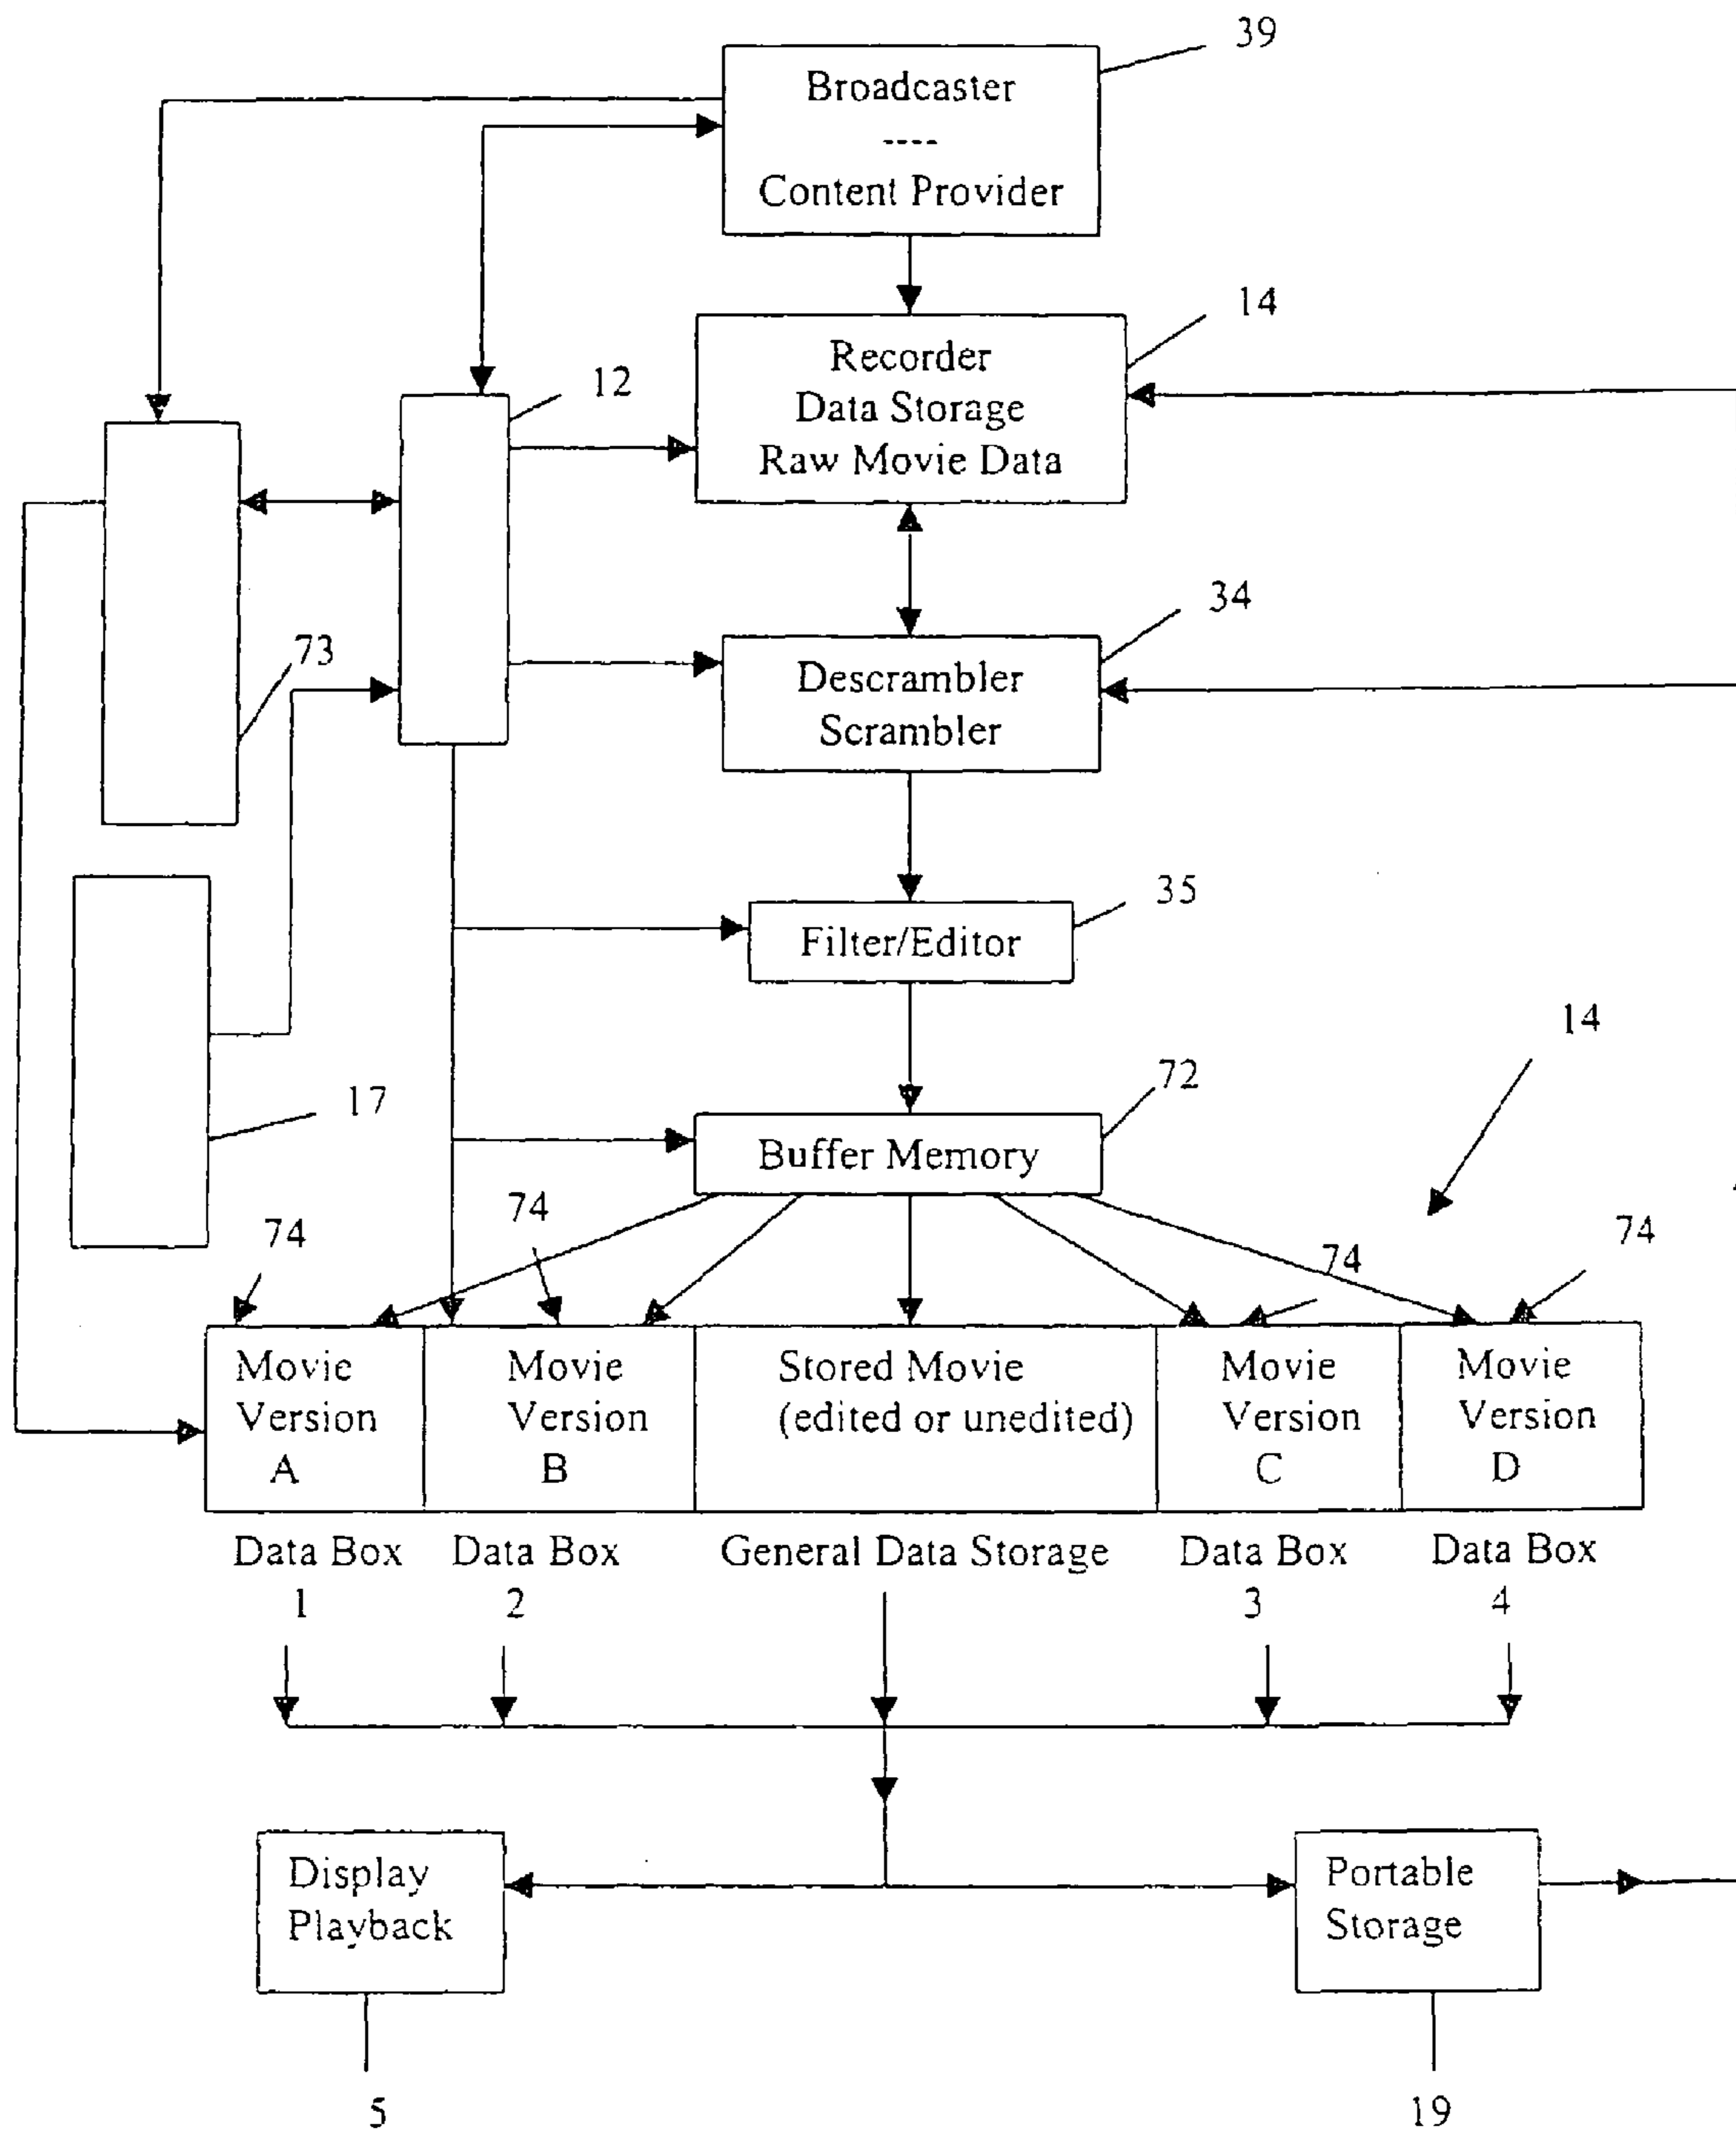 39
Broadcaster
----
Content Provider
14
Recorder
Data Storage
Raw Movie Data
12
34
Descrambler
Scrambler
73
35
Filter/Editor
14
72
Buffer Memory
17
74
74
74
74
Movie
Version
A
Movie
Version
B
Stored Movie
(edited or unedited)
Movie
Version
C
Movie
Version
D
Data Box
1
Data Box
2
General Data Storage
Data Box
3
Data Box
4
Display
Playback
Portable
Storage
5
19